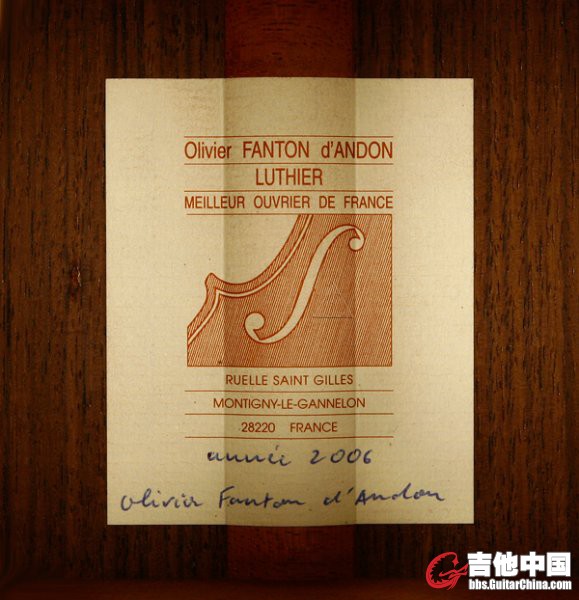 Olivier FANTON d'ANDON
LUTHIER
MEILLEUR OUVRIER DE FRANCE
RUELLE SAINT GILLES
MONTIGNY-LE-GANNELON
28220 FRANCE
année 2006
Olivier Fanton d'Andon
吉他中国
bbs.GuitarChina.com